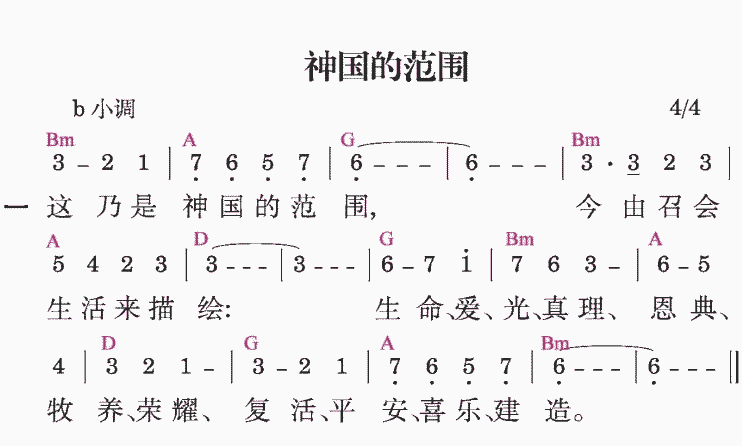 神国的范围
b 小调 4/4
Bm A G Bm
3 – 2 1 | 7̣ 6̣ 5̣ 7̣ | 6̣ – – – | 6̣ – – – | 3 · 3̲ 2 3 |
一 这 乃是 神国的范 围, 今 由召会
A D G Bm A
5 4 2 3 | 3 – – – | 3 – – – | 6 – 7 i̇ | 7 6 3 – | 6 – 5
生活来描 绘: 生 命、爱、光、真理、 恩 典、
D G A Bm
4 | 3 2 1 – | 3 – 2 1 | 7̣ 6̣ 5̣ 7̣ | 6̣ – – – | 6̣ – – – ‖
牧 养、荣耀、 复 活、平 安、喜乐、建 造。